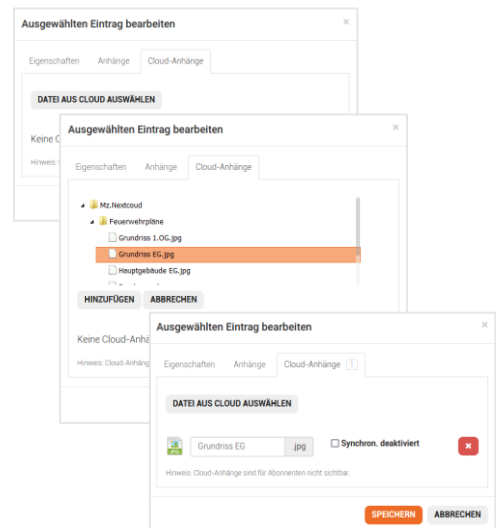 Ausgewählten Eintrag bearbeiten ×
Eigenschaften Anhänge Cloud-Anhänge
DATEI AUS CLOUD AUSWÄHLEN
Keine
Hinweis:
Ausgewählten Eintrag bearbeiten ×
Eigenschaften Anhänge Cloud-Anhänge
Mz.Nextcoud
Feuerwehrpläne
Grundriss 1.OG.jpg
Grundriss EG.jpg
Hauptgebäude EG.jpg
HINZUFÜGEN ABBRECHEN
Keine Cloud-Anhä
Hinweis: Cloud-Anhäng
Ausgewählten Eintrag bearbeiten ×
Eigenschaften Anhänge Cloud-Anhänge 1
DATEI AUS CLOUD AUSWÄHLEN
JPG Grundriss EG .jpg Synchron. deaktiviert ×
Hinweis: Cloud-Anhänge sind für Abonnenten nicht sichtbar.
SPEICHERN ABBRECHEN